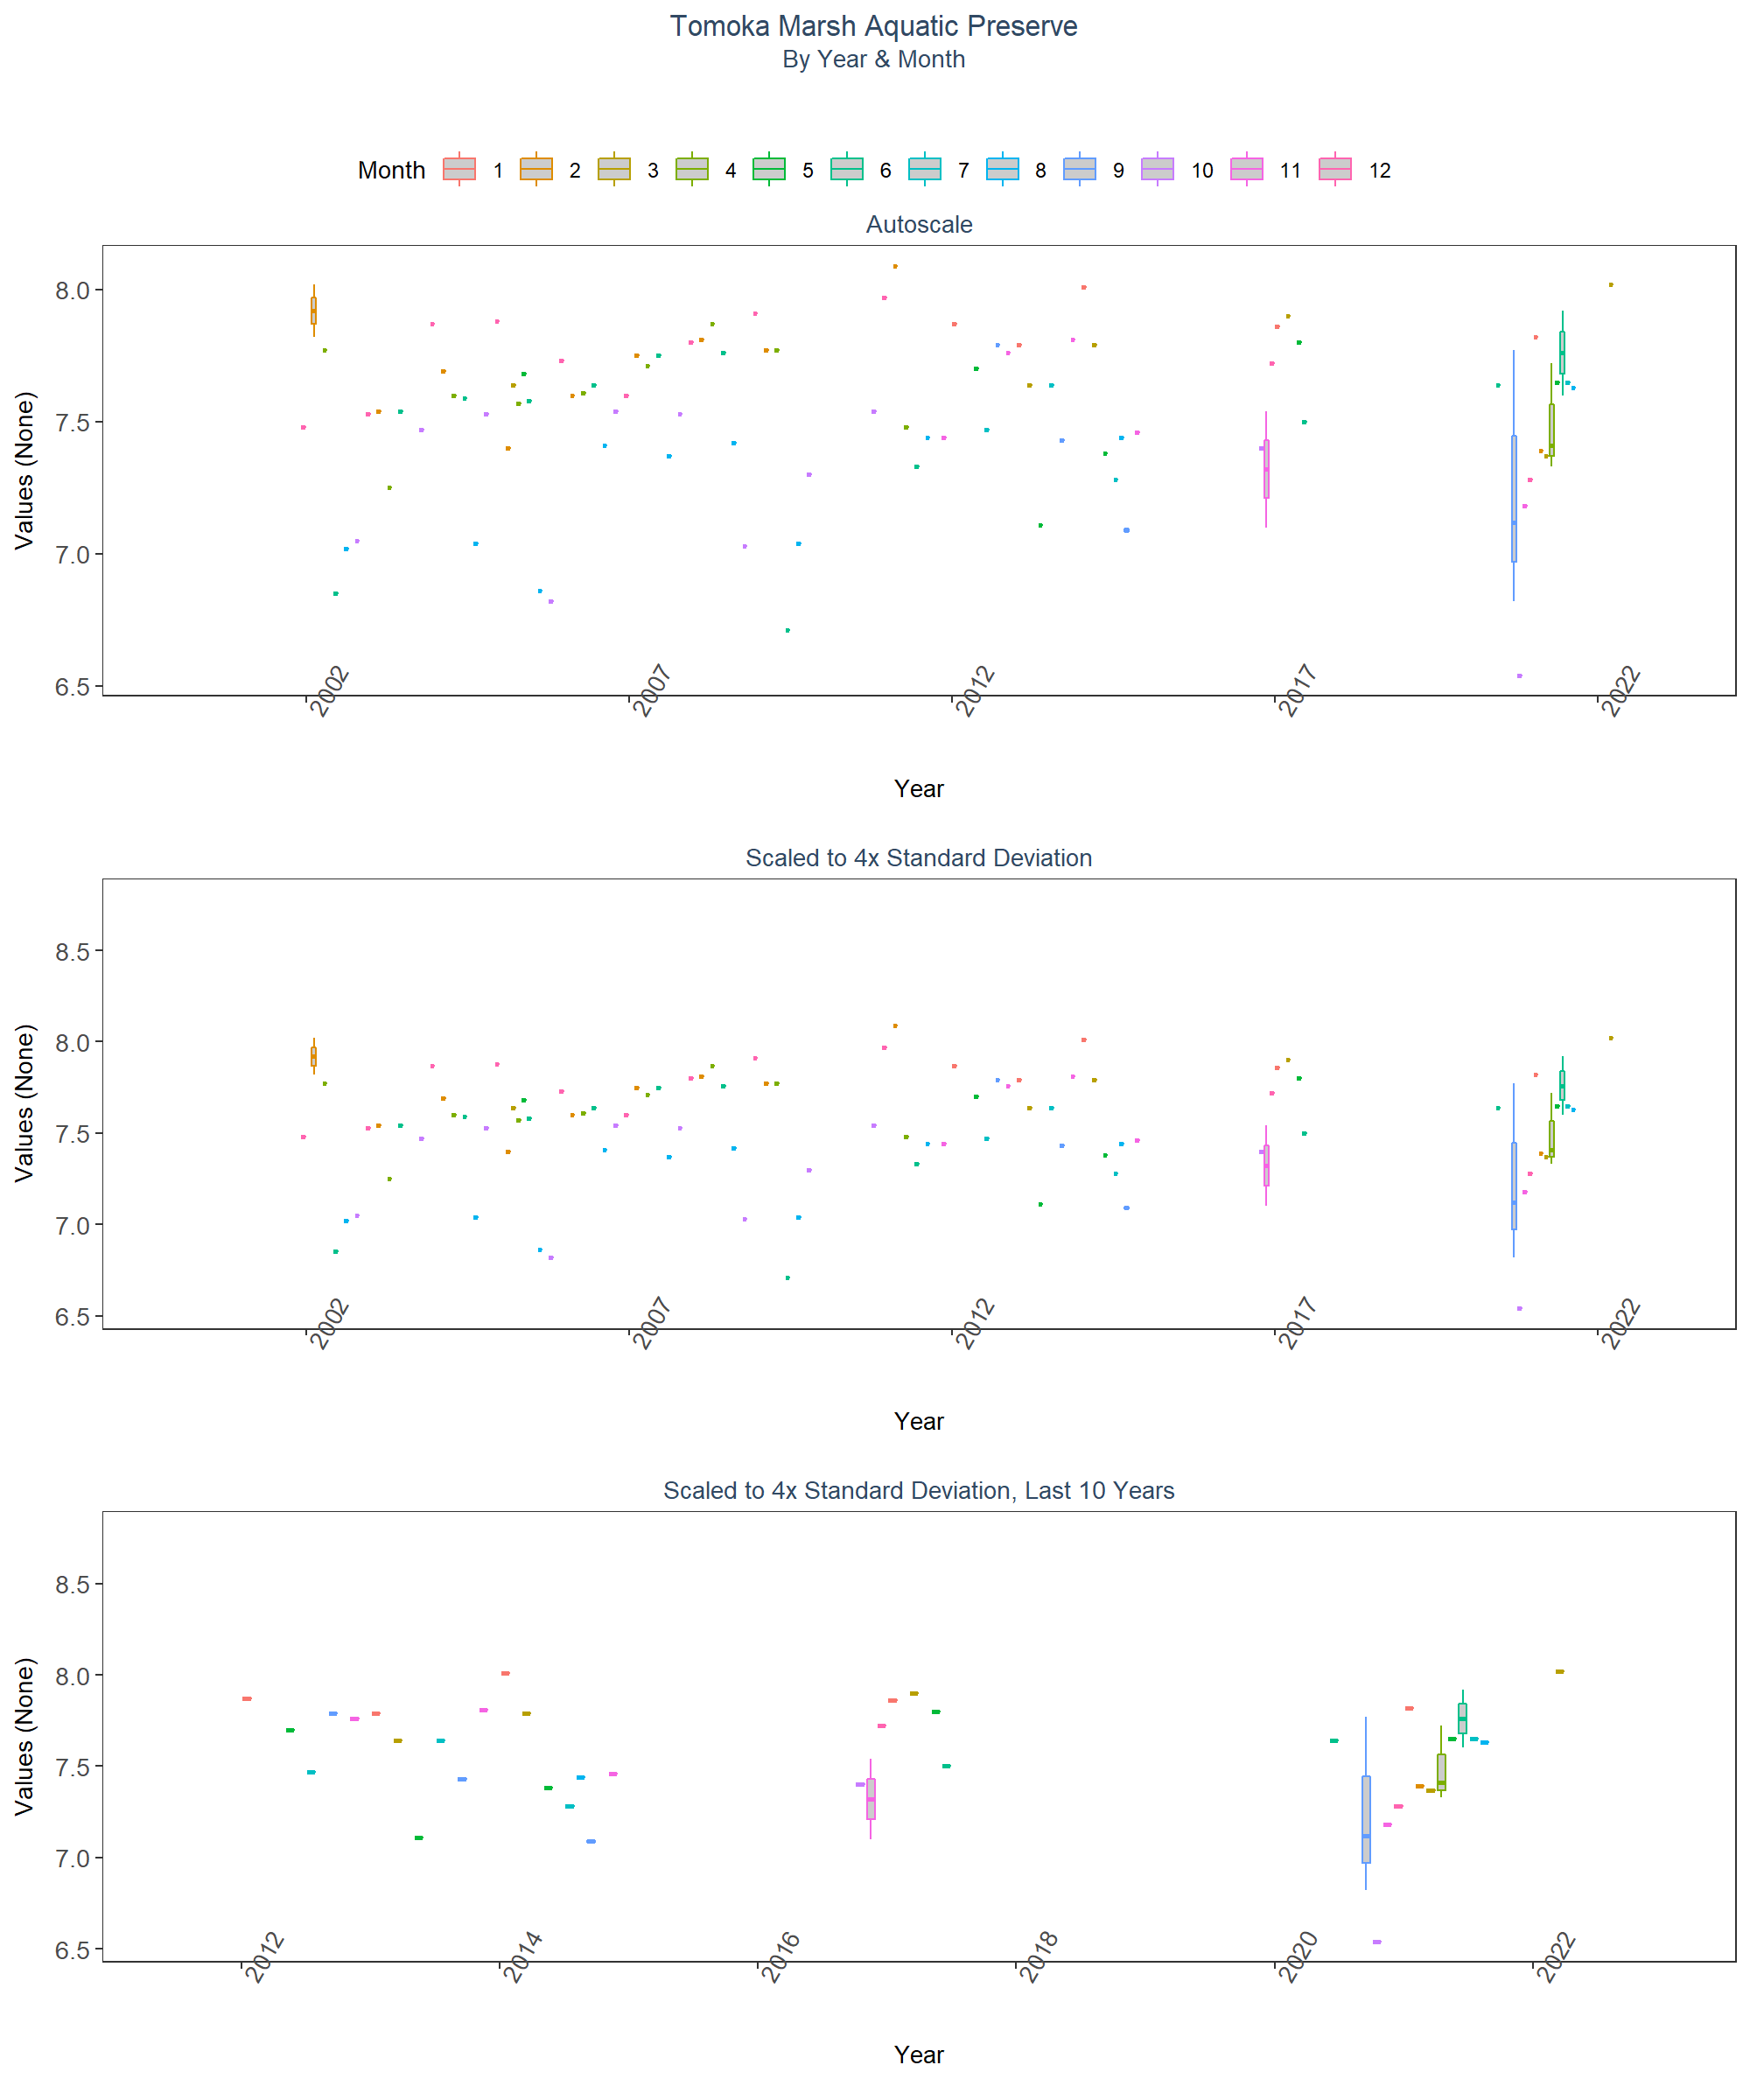 Tomoka Marsh Aquatic Preserve
By Year & Month
Month 1 2 3 4 5 6 7 8 9 10 11 12
Autoscale
Values (None)
8.0
7.5
7.0
6.5
2002 2007 2012 2017 2022
Year
Scaled to 4x Standard Deviation
Values (None)
8.5
8.0
7.5
7.0
6.5
2002 2007 2012 2017 2022
Year
Scaled to 4x Standard Deviation, Last 10 Years
Values (None)
8.5
8.0
7.5
7.0
6.5
2012 2014 2016 2018 2020 2022
Year